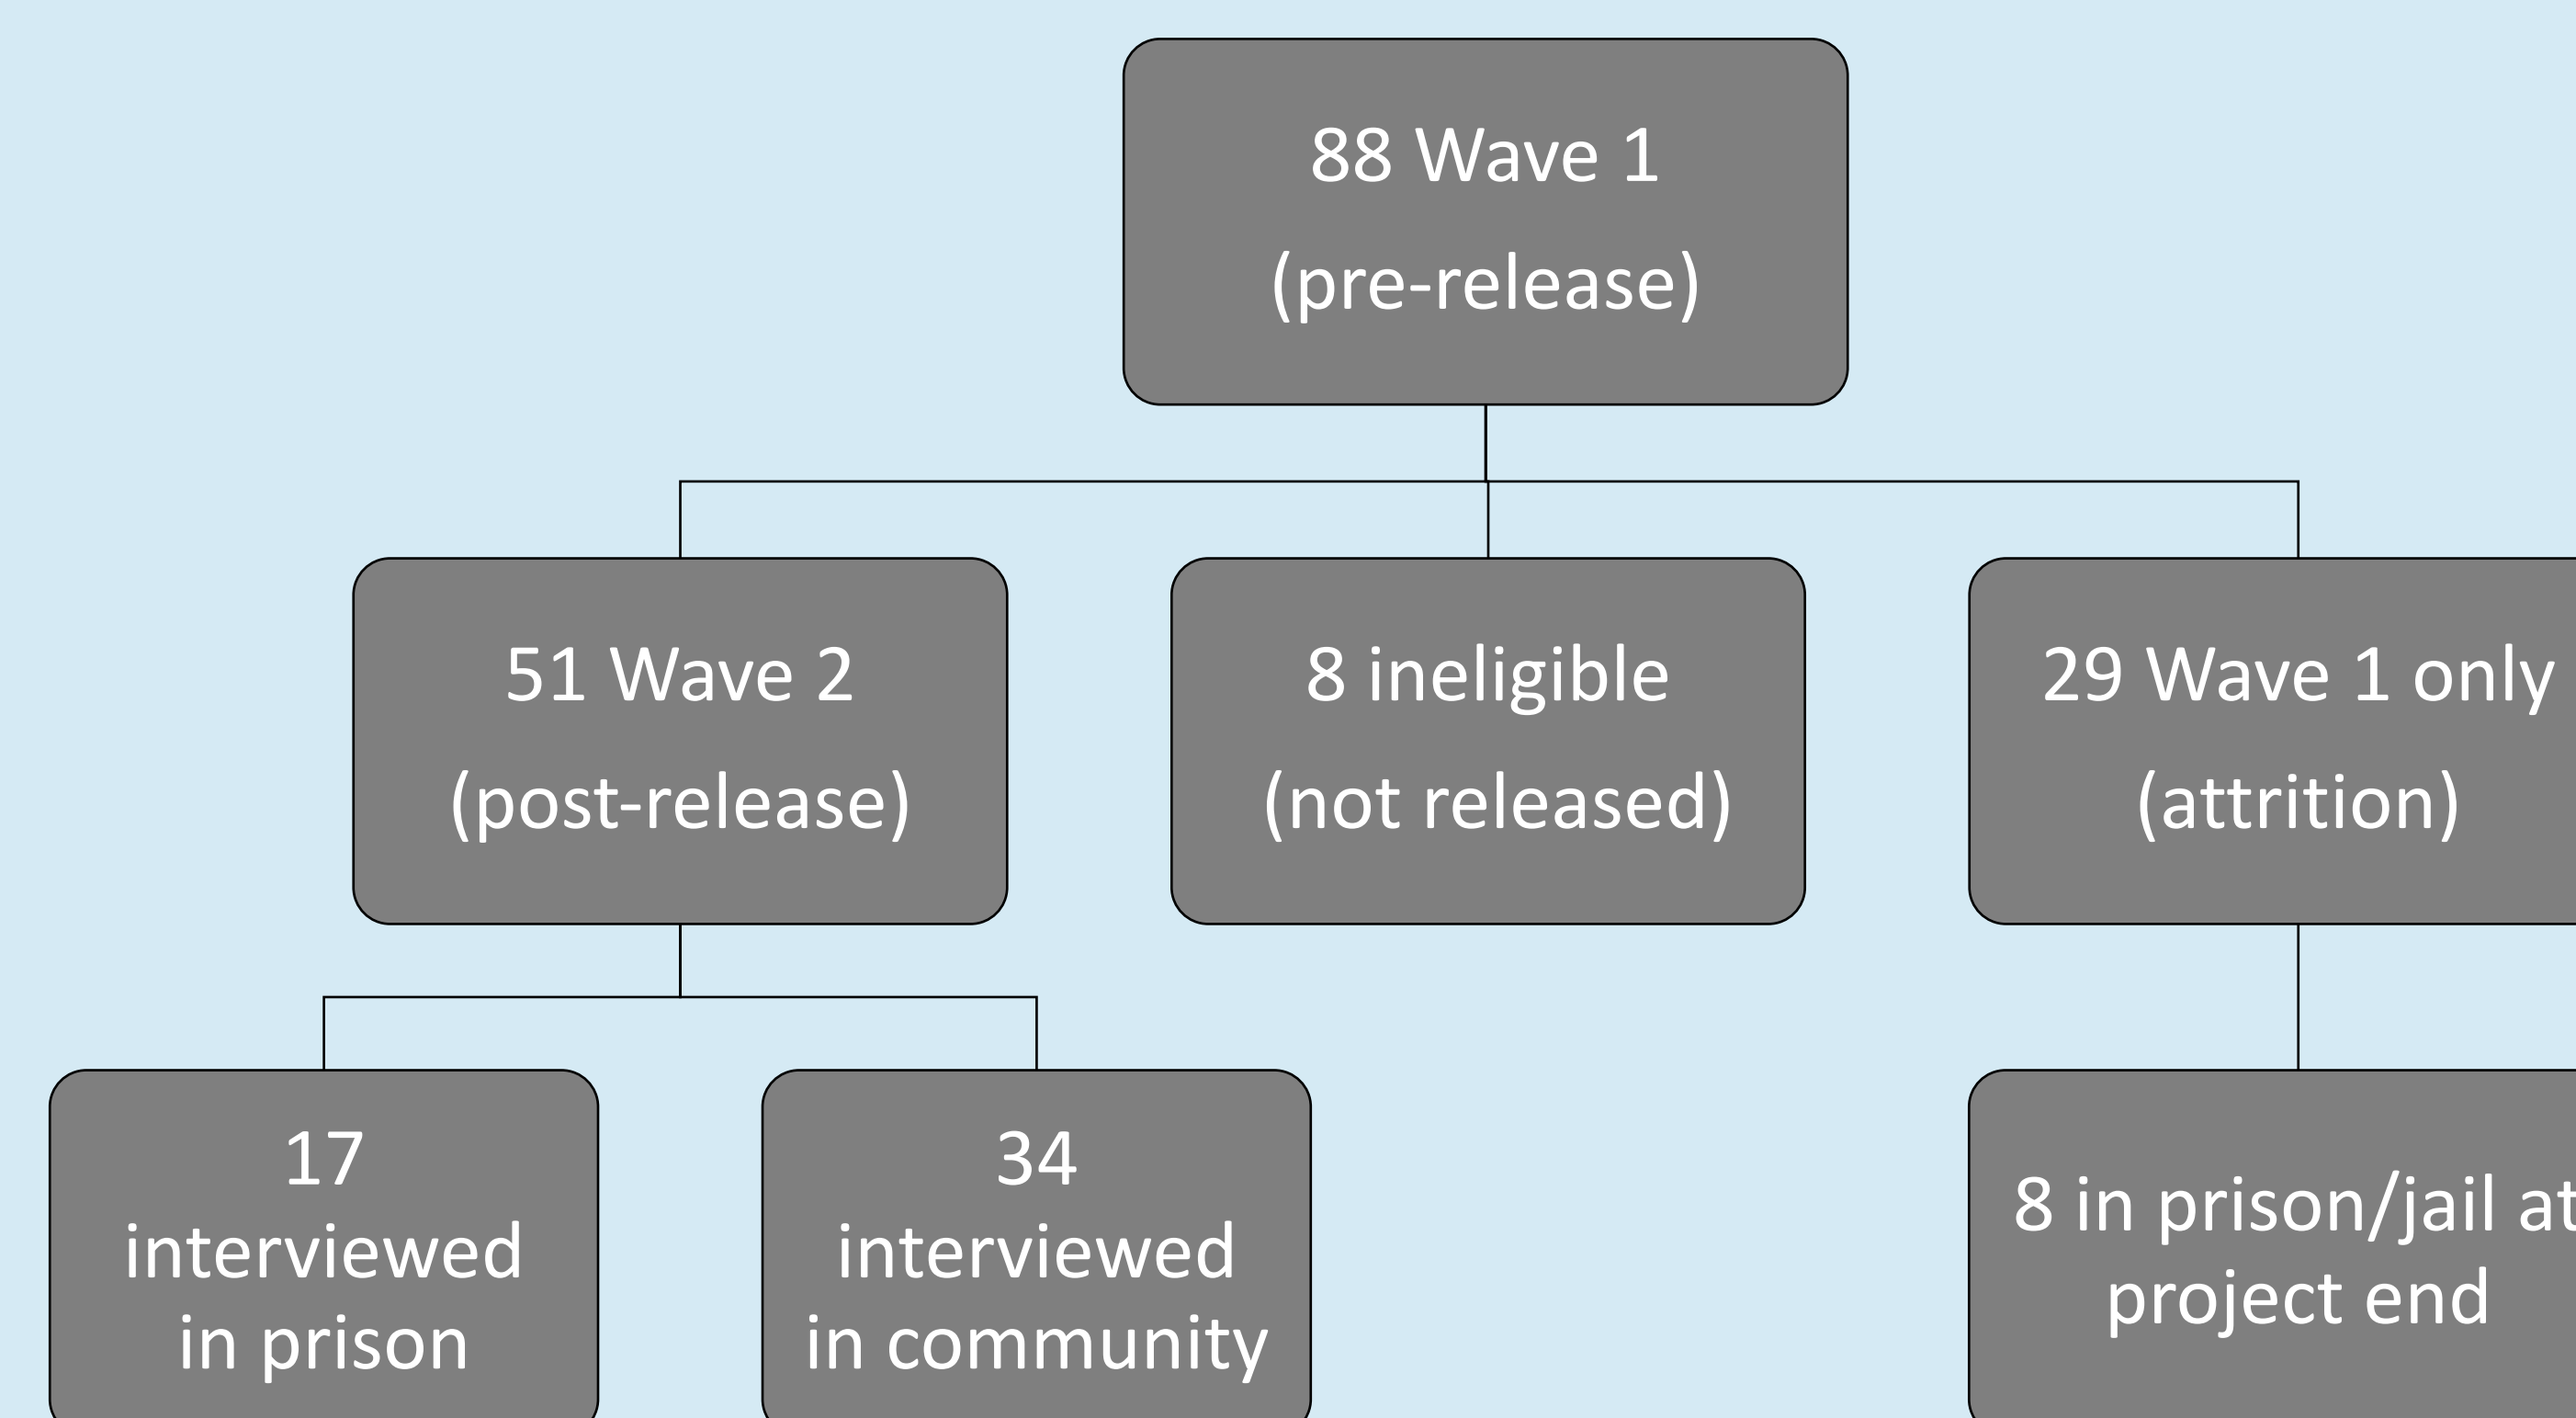 88 Wave 1
(pre-release)
51 Wave 2
(post-release)
8 ineligible
(not released)
29 Wave 1 only
(attrition)
17
interviewed
in prison
34
interviewed
in community
8 in prison/jail at
project end